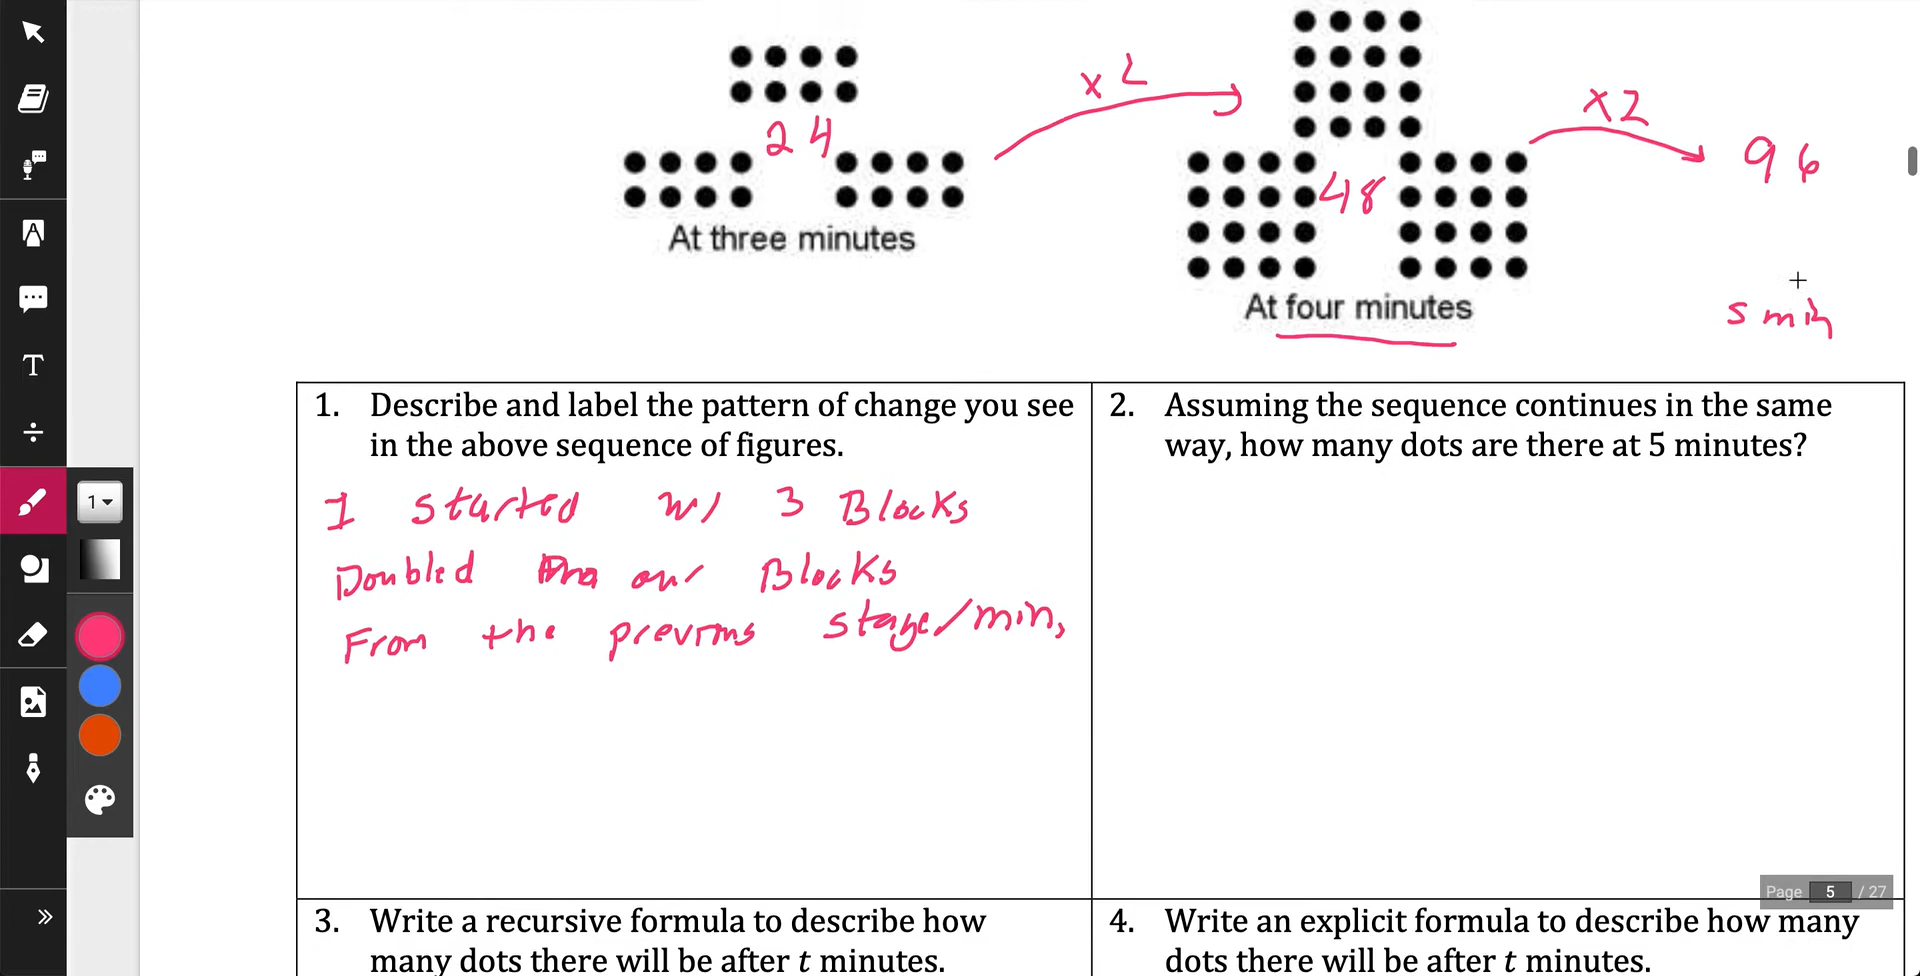 x2
x2
24
96
48
At three minutes
At four minutes
5 min
1. Describe and label the pattern of change you see
in the above sequence of figures.
I started w/ 3 Blocks
Doubled our Blocks
From the previous stage/min,
2. Assuming the sequence continues in the same
way, how many dots are there at 5 minutes?
3. Write a recursive formula to describe how
many dots there will be after t minutes.
4. Write an explicit formula to describe how many
dots there will be after t minutes.
Page 5 / 27
T
1